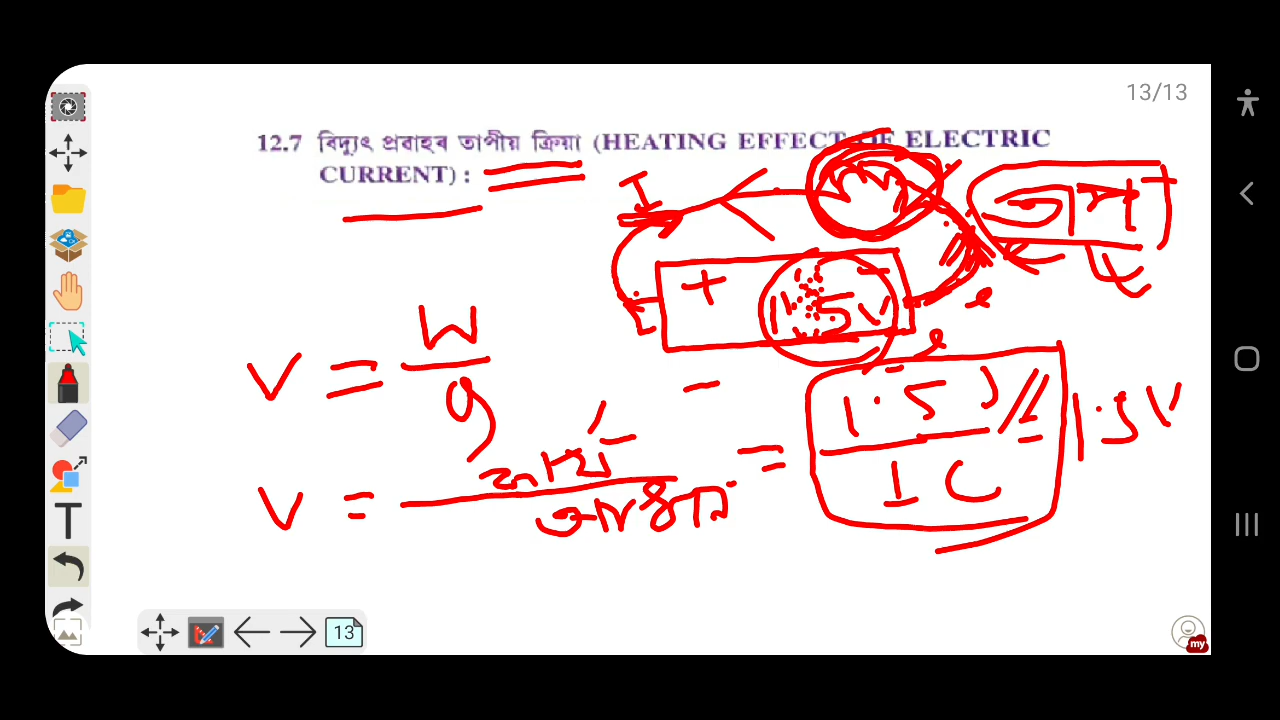 13/13
12.7 ৰিদ্যুৎ প্ৰবাহৰ তাপীয় ক্ৰিয়া (HEATING EFFECT OF ELECTRIC
CURRENT) :
I
তাপ
+ 1.5V -
e
e
V = W
Q
- 1.5 J
= 1 C
1.5V
V = কাৰ্য্য
আধান
T
13
my